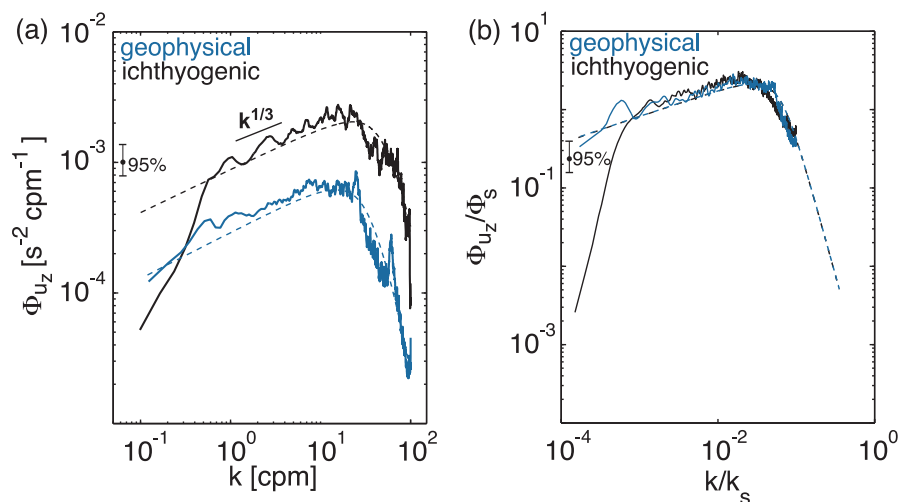 (a)
geophysical
ichthyogenic
k^1/3
95%
10^-2
10^-3
10^-4
Φ_u_z [s^-2 cpm^-1]
10^-1 10^0 10^1 10^2
k [cpm]
(b)
geophysical
ichthyogenic
95%
10^1
10^-1
10^-3
Φ_u_z/Φ_s
10^-4 10^-2 10^0
k/k_s